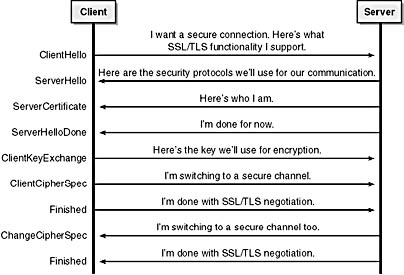 Client
Server
I want a secure connection. Here's what
SSL/TLS functionality I support.
ClientHello
Here are the security protocols we'll use for our communication.
ServerHello
Here's who I am.
ServerCertificate
I'm done for now.
ServerHelloDone
Here's the key we'll use for encryption.
ClientKeyExchange
I'm switching to a secure channel.
ClientCipherSpec
I'm done with SSL/TLS negotiation.
Finished
I'm switching to a secure channel too.
ChangeCipherSpec
I'm done with SSL/TLS negotiation.
Finished